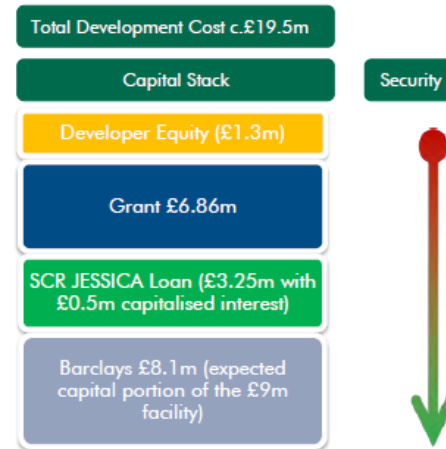 Total Development Cost c.£19.5m
Capital Stack
Security
Developer Equity (£1.3m)
Grant £6.86m
SCR JESSICA Loan (£3.25m with
£0.5m capitalised interest)
Barclays £8.1m (expected
capital portion of the £9m
facility)